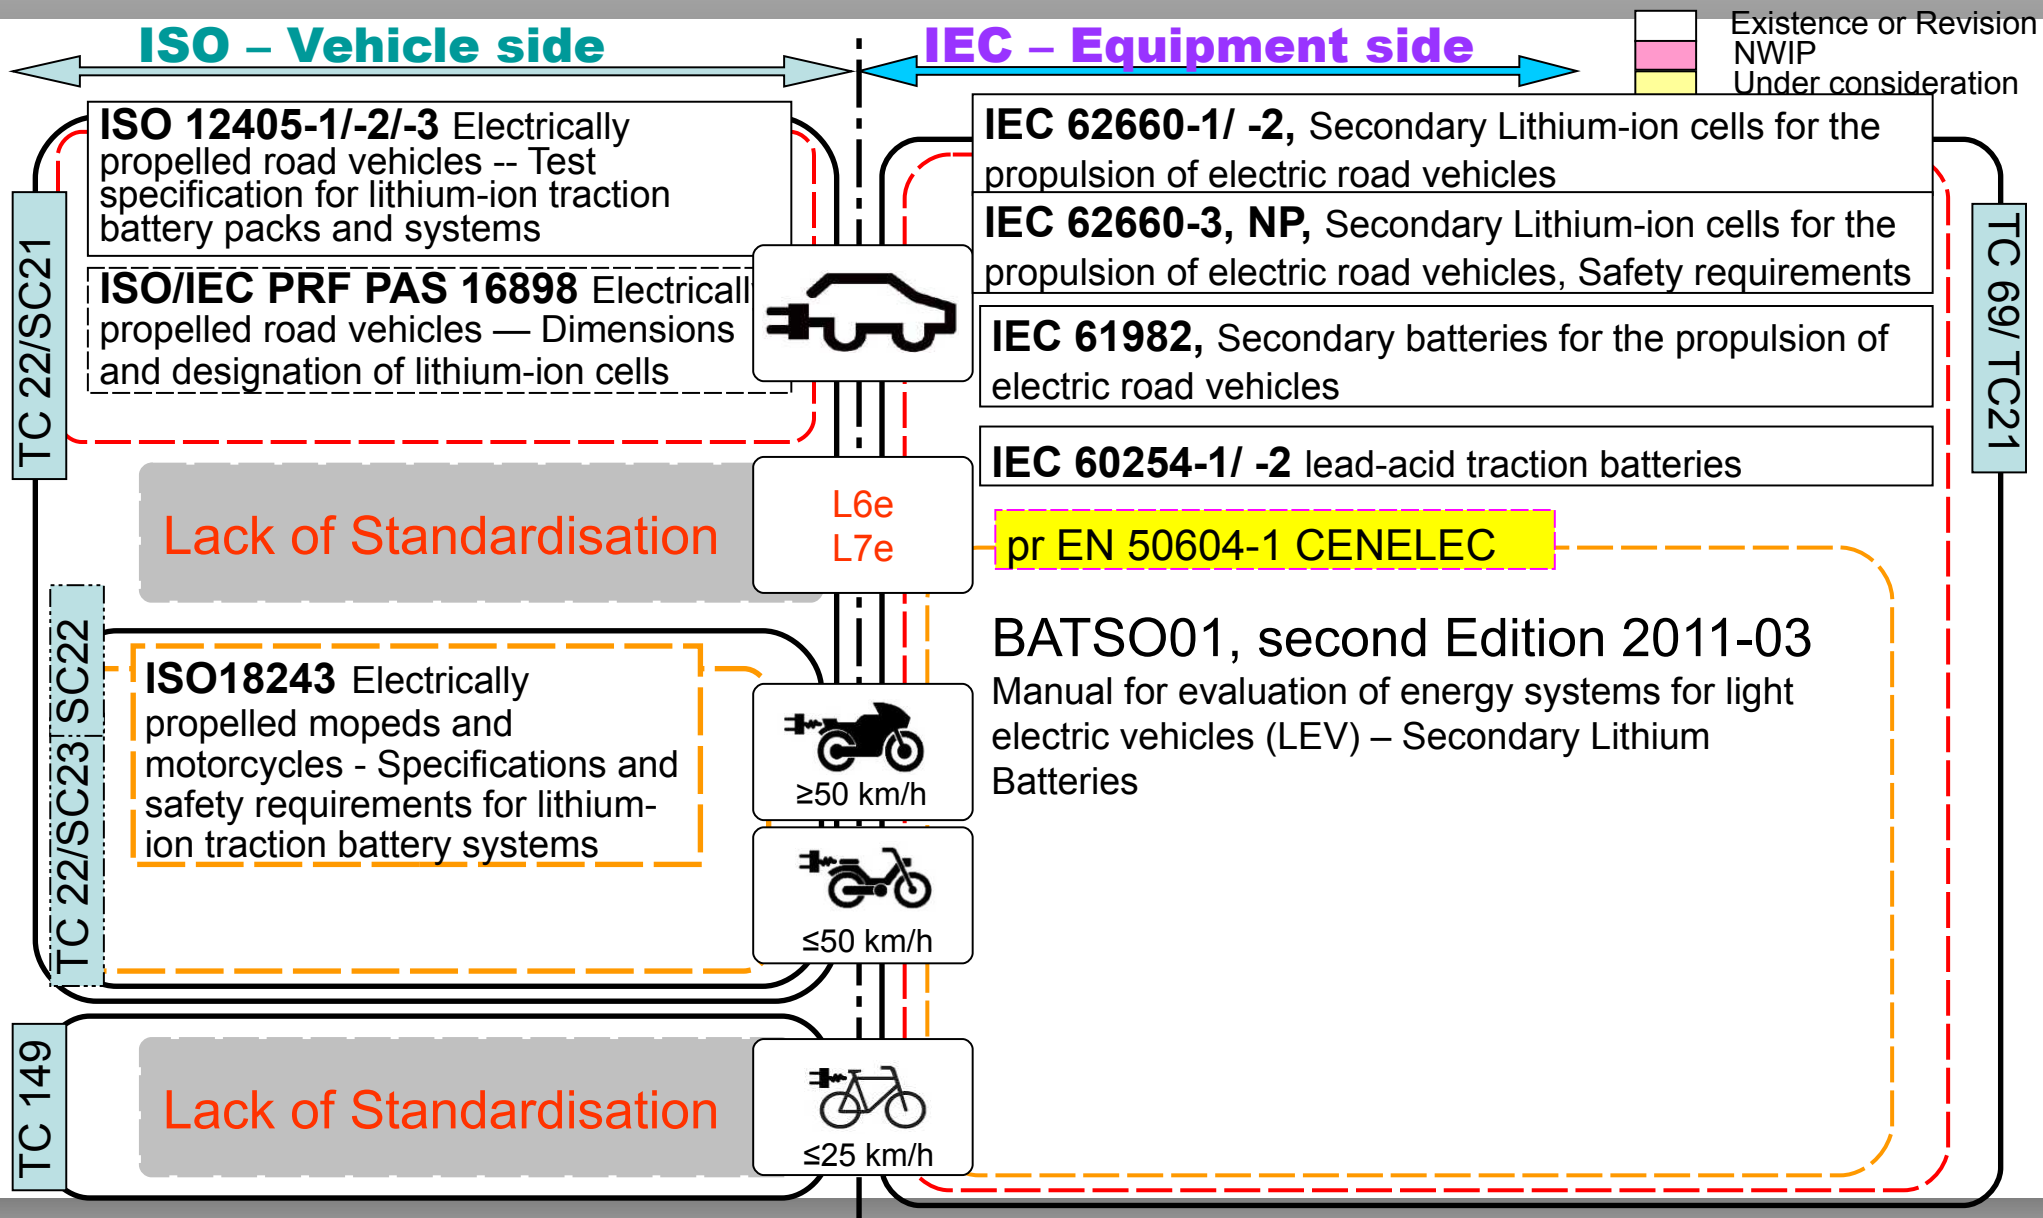 ISO – Vehicle side
IEC – Equipment side
Existence or Revision
NWIP
Under consideration
ISO 12405-1/-2/-3 Electrically
propelled road vehicles -- Test
specification for lithium-ion traction
battery packs and systems
ISO/IEC PRF PAS 16898 Electrically
propelled road vehicles — Dimensions
and designation of lithium-ion cells
TC 22/SC21
IEC 62660-1/ -2, Secondary Lithium-ion cells for the
propulsion of electric road vehicles
IEC 62660-3, NP, Secondary Lithium-ion cells for the
propulsion of electric road vehicles, Safety requirements
IEC 61982, Secondary batteries for the propulsion of
electric road vehicles
IEC 60254-1/ -2 lead-acid traction batteries
TC 69/ TC21
Lack of Standardisation
L6e
L7e
pr EN 50604-1 CENELEC
BATSO01, second Edition 2011-03
Manual for evaluation of energy systems for light
electric vehicles (LEV) – Secondary Lithium
Batteries
TC 22/SC23 SC22
ISO18243 Electrically
propelled mopeds and
motorcycles - Specifications and
safety requirements for lithium-
ion traction battery systems
≥50 km/h
≤50 km/h
TC 149
Lack of Standardisation
≤25 km/h